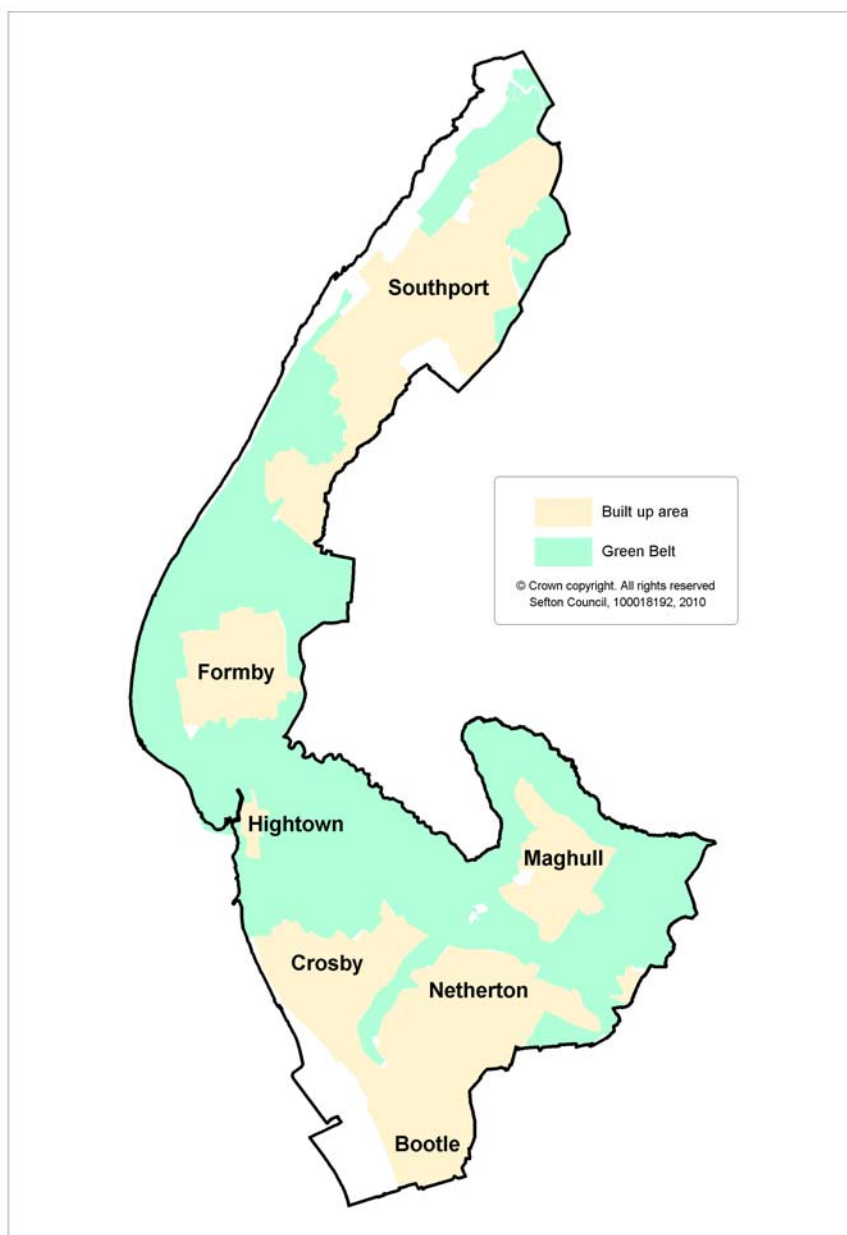 Southport
Built up area
Green Belt
© Crown copyright. All rights reserved
Sefton Council, 100018192, 2010
Formby
Hightown
Maghull
Crosby
Netherton
Bootle